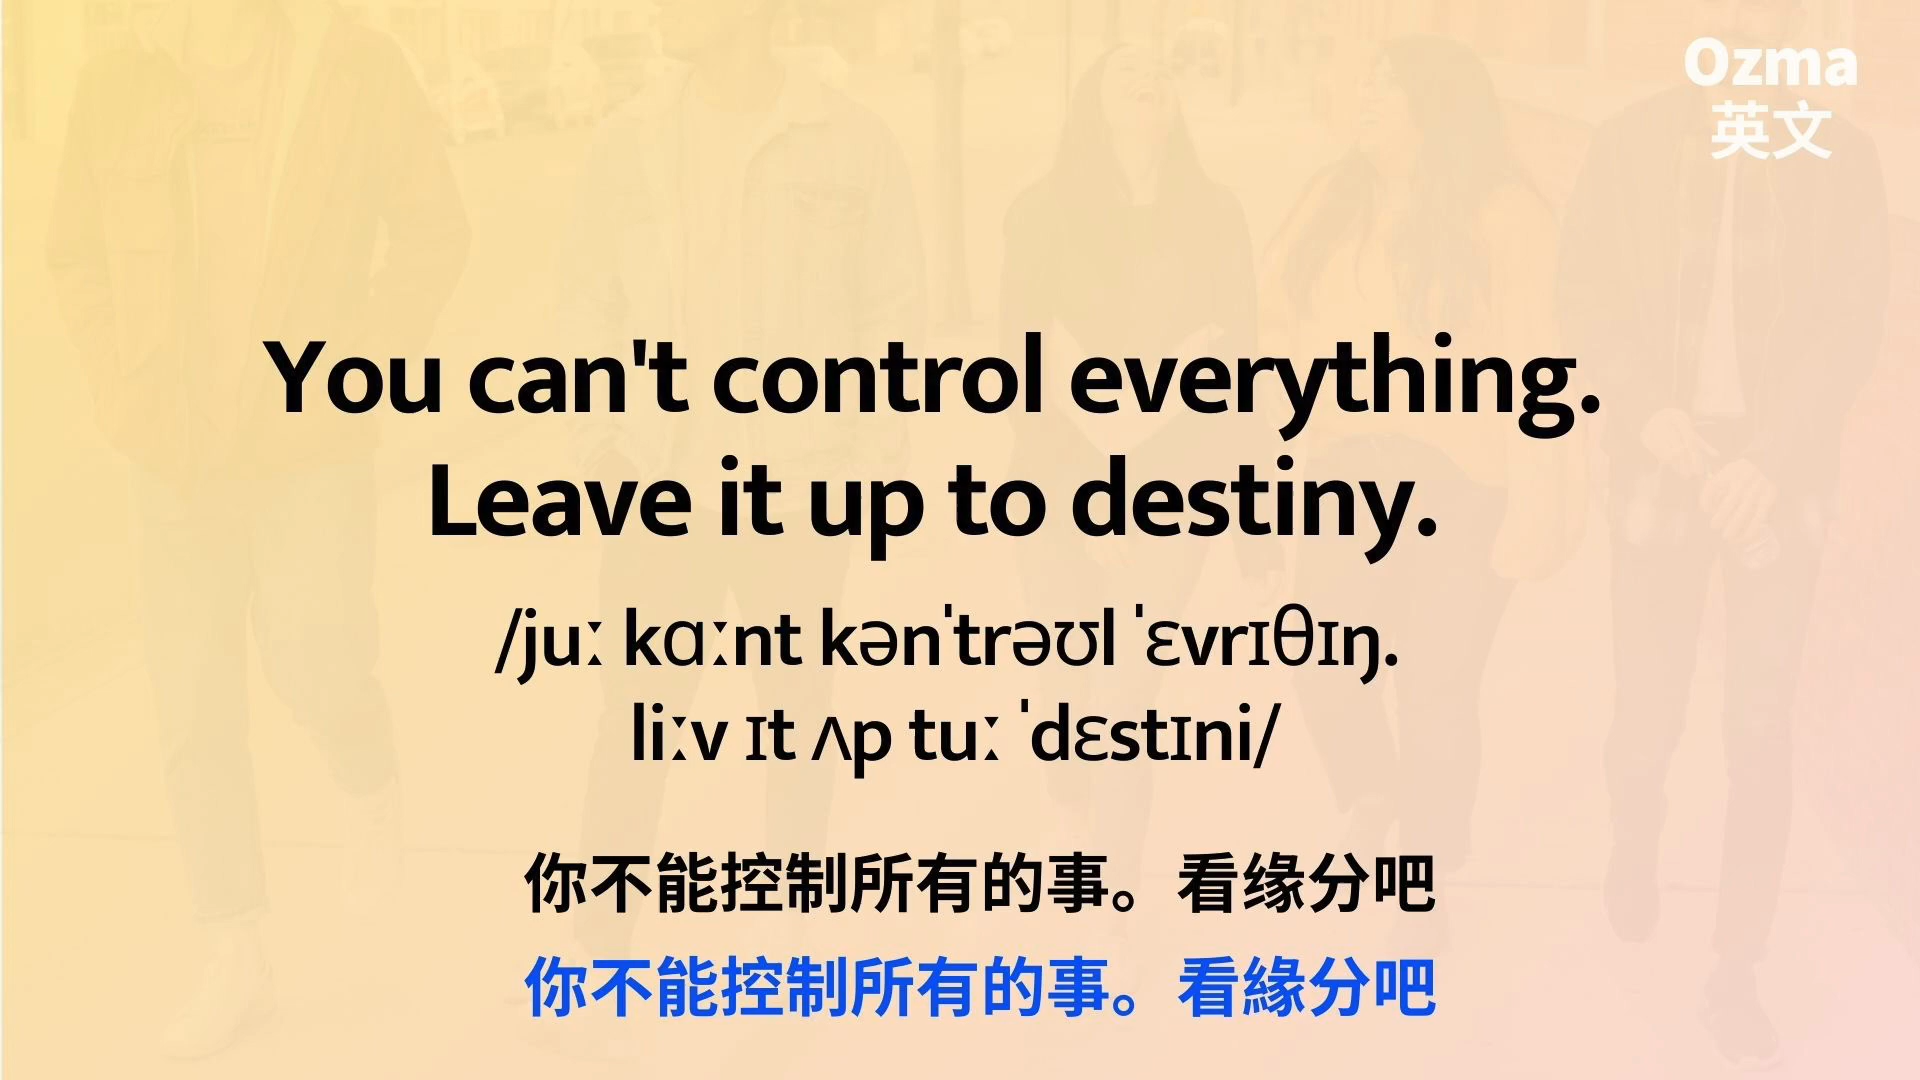 Ozma
英文
You can't control everything.
Leave it up to destiny.
/juː kɑːnt kənˈtrəʊl ˈɛvrɪθɪŋ.
liːv ɪt ʌp tuː ˈdɛstɪni/
你不能控制所有的事。看缘分吧
你不能控制所有的事。看緣分吧